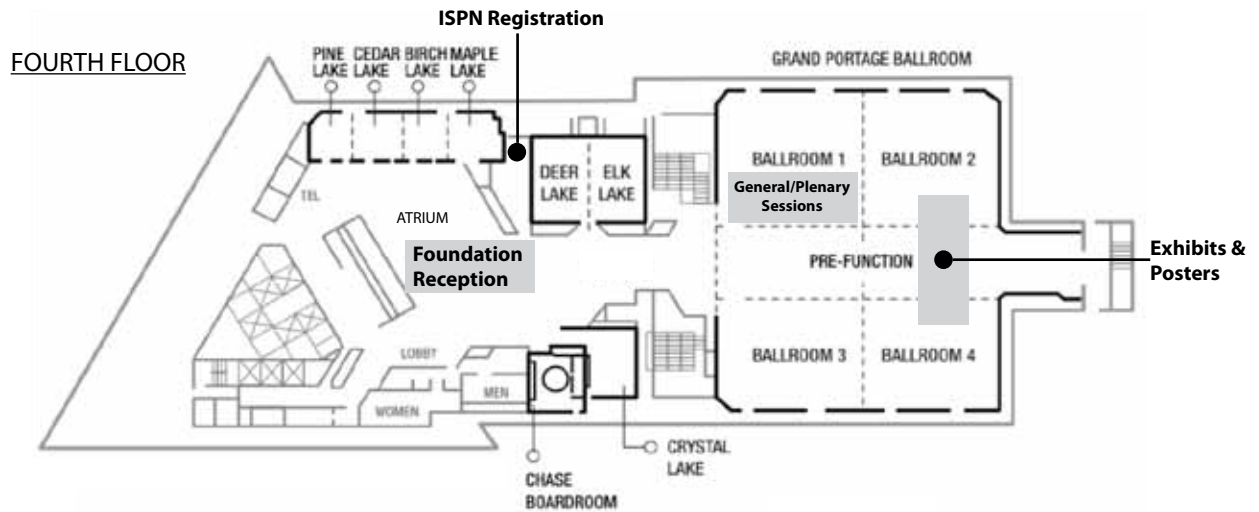 ISPN Registration
FOURTH FLOOR
PINE LAKE
CEDAR LAKE
BIRCH LAKE
MAPLE LAKE
GRAND PORTAGE BALLROOM
DEER
LAKE
ELK
LAKE
BALLROOM 1
BALLROOM 2
General/Plenary
Sessions
TEL
ATRIUM
Foundation
Reception
PRE-FUNCTION
Exhibits &
Posters
LOBBY
MEN
WOMEN
BALLROOM 3
BALLROOM 4
CRYSTAL
LAKE
CHASE
BOARDROOM